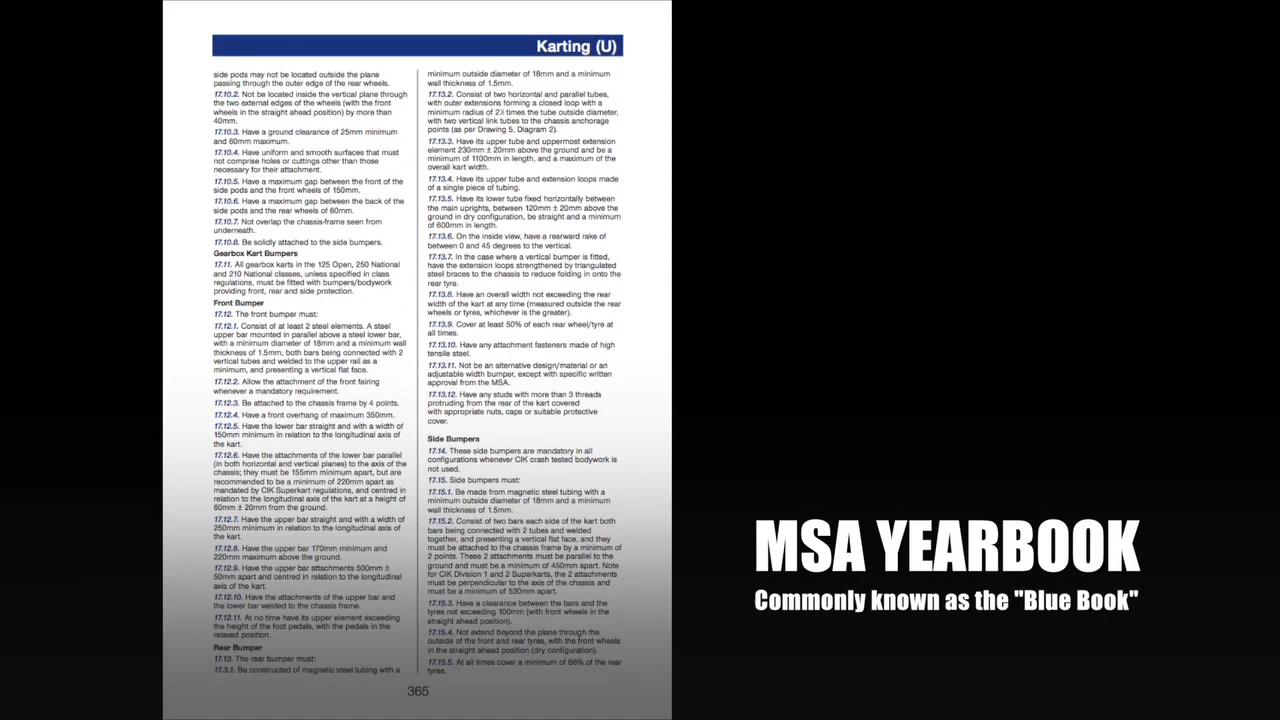 Karting (U)
side pods may not be located outside the plane
passing through the outer edge of the rear wheels.
17.10.2. Not be located inside the vertical plane through
the two external edges of the wheels (with the front
wheels in the straight ahead position) by more than
40mm.
17.10.3. Have a ground clearance of 25mm minimum
and 60mm maximum.
17.10.4. Have uniform and smooth surfaces that must
not comprise holes or cuttings other than those
necessary for their attachment.
17.10.5. Have a maximum gap between the front of the
side pods and the front wheels of 150mm.
17.10.6. Have a maximum gap between the back of the
side pods and the rear wheels of 60mm.
17.10.7. Not overlap the chassis-frame seen from
underneath.
17.10.8. Be solidly attached to the side bumpers.
Gearbox Kart Bumpers
17.11. All gearbox karts in the 125 Open, 250 National
and 210 National classes, unless specified in class
regulations, must be fitted with bumpers/bodywork
providing front, rear and side protection.
Front Bumper
17.12. The front bumper must:
17.12.1. Consist of at least 2 steel elements. A steel
upper bar mounted in parallel above a steel lower bar,
with a minimum diameter of 18mm and a minimum wall
thickness of 1.5mm, both bars being connected with 2
vertical tubes and welded to the upper rail as a
minimum, and presenting a vertical flat face.
17.12.2. Allow the attachment of the front fairing
whenever a mandatory requirement.
17.12.3. Be attached to the chassis frame by 4 points.
17.12.4. Have a front overhang of maximum 350mm.
17.12.5. Have the lower bar straight and with a width of
150mm minimum in relation to the longitudinal axis of
the kart.
17.12.6. Have the attachments of the lower bar parallel
(in both horizontal and vertical planes) to the axis of the
chassis; they must be 155mm minimum apart, but are
recommended to be a minimum of 220mm apart as
mandated by CIK Superkart regulations, and centred in
relation to the longitudinal axis of the kart at a height of
60mm ± 20mm from the ground.
17.12.7. Have the upper bar straight and with a width of
250mm minimum in relation to the longitudinal axis of
the kart.
17.12.8. Have the upper bar 170mm minimum and
220mm maximum above the ground.
17.12.9. Have the upper bar attachments 500mm ±
50mm apart and centred in relation to the longitudinal
axis of the kart.
17.12.10. Have the attachments of the upper bar and
the lower bar welded to the chassis frame.
17.12.11. At no time have its upper element exceeding
the height of the foot pedals, with the pedals in the
relaxed position.
Rear Bumper
17.13. The rear bumper must:
17.3.1. Be constructed of magnetic steel tubing with a
minimum outside diameter of 18mm and a minimum
wall thickness of 1.5mm.
17.13.2. Consist of two horizontal and parallel tubes,
with outer extensions forming a closed loop with a
minimum radius of 2½ times the tube outside diameter,
with two vertical link tubes to the chassis anchorage
points (as per Drawing 5, Diagram 2).
17.13.3. Have its upper tube and uppermost extension
element 230mm ± 20mm above the ground and be a
minimum of 1100mm in length, and a maximum of the
overall kart width.
17.13.4. Have its upper tube and extension loops made
of a single piece of tubing.
17.13.5. Have its lower tube fixed horizontally between
the main uprights, between 120mm ± 20mm above the
ground in dry configuration, be straight and a minimum
of 600mm in length.
17.13.6. On the inside view, have a rearward rake of
between 0 and 45 degrees to the vertical.
17.13.7. In the case where a vertical bumper is fitted,
have the extension loops strengthened by triangulated
steel braces to the chassis to reduce folding in onto the
rear tyre.
17.13.8. Have an overall width not exceeding the rear
width of the kart at any time (measured outside the rear
wheels or tyres, whichever is the greater).
17.13.9. Cover at least 50% of each rear wheel/tyre at
all times.
17.13.10. Have any attachment fasteners made of high
tensile steel.
17.13.11. Not be an alternative design/material or an
adjustable width bumper, except with specific written
approval from the MSA.
17.13.12. Have any studs with more than 3 threads
protruding from the rear of the kart covered
with appropriate nuts, caps or suitable protective
cover.
Side Bumpers
17.14. These side bumpers are mandatory in all
configurations whenever CIK crash tested bodywork is
not used.
17.15. Side bumpers must:
17.15.1. Be made from magnetic steel tubing with a
minimum outside diameter of 18mm and a minimum
wall thickness of 1.5mm.
17.15.2. Consist of two bars each side of the kart both
bars being connected with 2 tubes and welded
together, and presenting a vertical flat face, and they
must be attached to the chassis frame by a minimum of
2 points. These 2 attachments must be parallel to the
ground and must be a minimum of 450mm apart. Note
for CIK Division 1 and 2 Superkarts, the 2 attachments
must be perpendicular to the axis of the chassis and
must be a minimum of 520mm apart.
17.15.3. Have a clearance between the bars and the
tyres not exceeding 100mm (with front wheels in the
straight ahead position).
17.15.4. Not extend beyond the plane through the
outside of the front and rear tyres, with the front wheels
in the straight ahead position (dry configuration).
17.15.5. At all times cover a minimum of 66% of the rear
tyres.
365
MSA YEARBOOK
Commonly known as the "Blue Book"